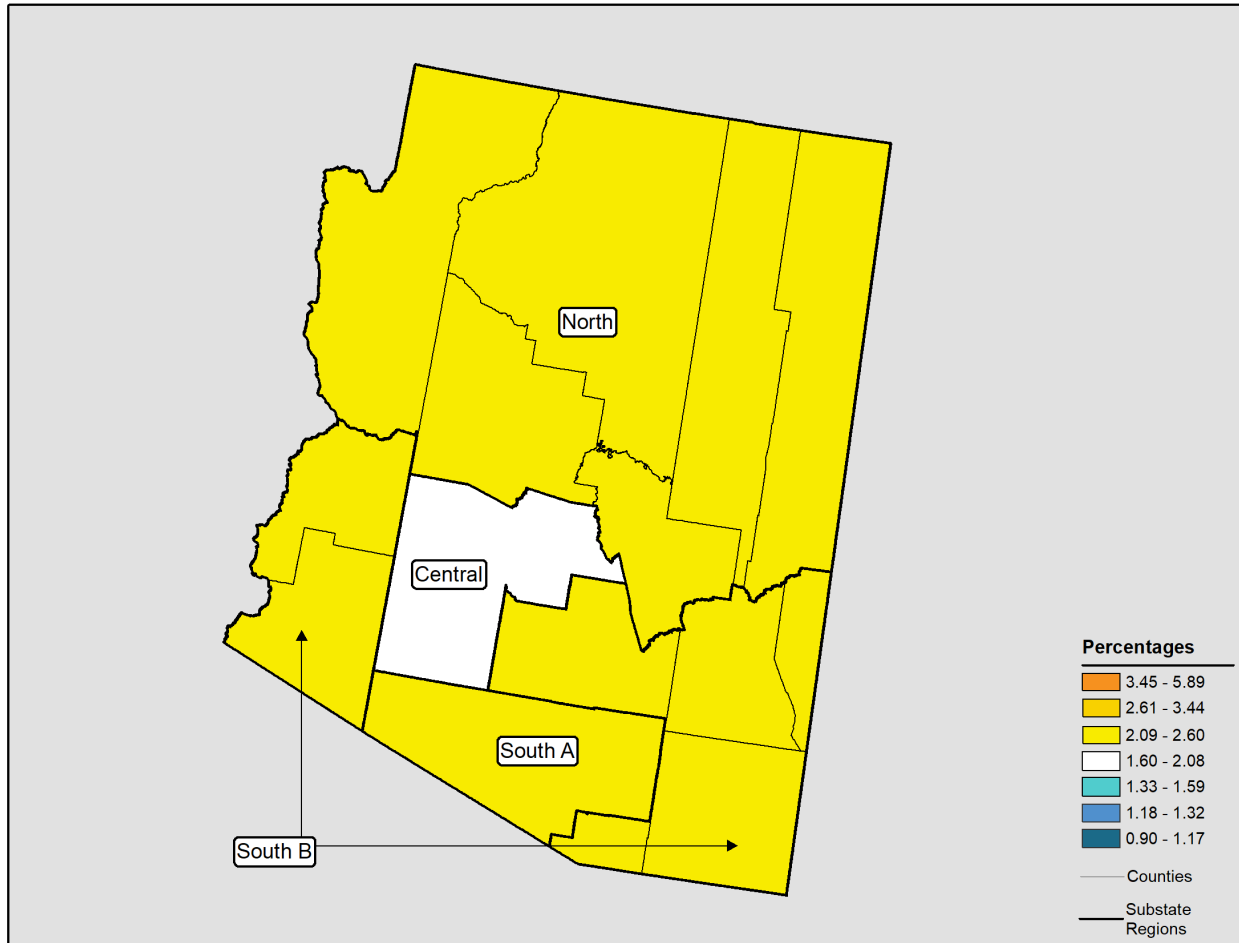 North
Central
South A
South B
Percentages
3.45 - 5.89
2.61 - 3.44
2.09 - 2.60
1.60 - 2.08
1.33 - 1.59
1.18 - 1.32
0.90 - 1.17
Counties
Substate
Regions